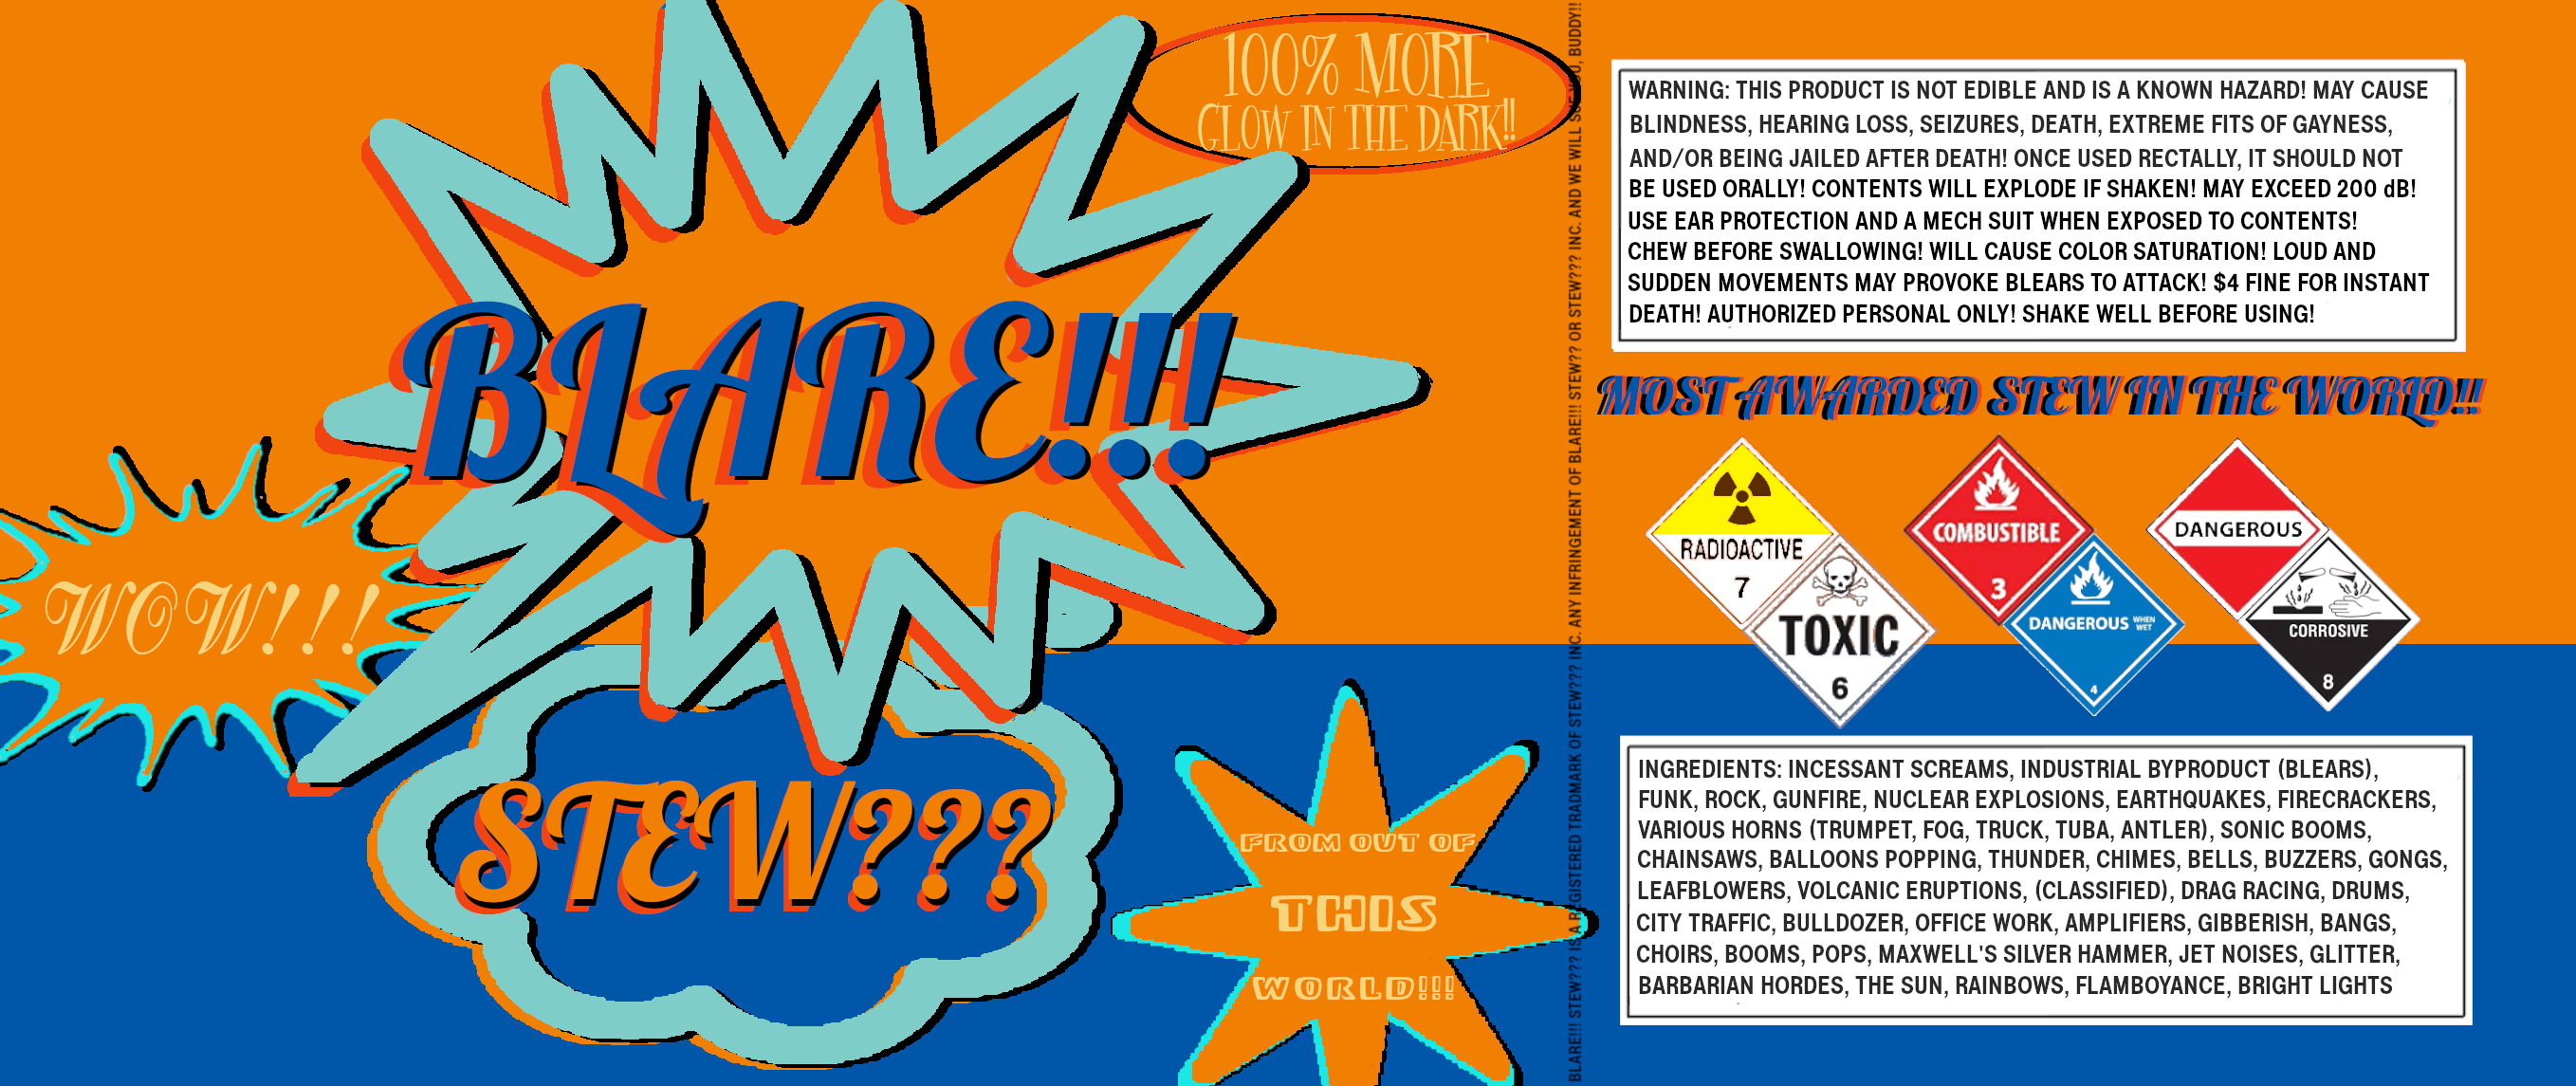 100% MORE
GLOW IN THE DARK!!
BLARE!!!
WOW!!!
STEW???
FROM OUT OF
THIS
WORLD!!!
BLARE!!! STEW??? IS A REGISTERED TRADMARK OF STEW??? INC. ANY INFRINGEMENT OF BLARE!!! STEW?? OR STEW??? INC. AND WE WILL SUE YOU, BUDDY!!
WARNING: THIS PRODUCT IS NOT EDIBLE AND IS A KNOWN HAZARD! MAY CAUSE
BLINDNESS, HEARING LOSS, SEIZURES, DEATH, EXTREME FITS OF GAYNESS,
AND/OR BEING JAILED AFTER DEATH! ONCE USED RECTALLY, IT SHOULD NOT
BE USED ORALLY! CONTENTS WILL EXPLODE IF SHAKEN! MAY EXCEED 200 dB!
USE EAR PROTECTION AND A MECH SUIT WHEN EXPOSED TO CONTENTS!
CHEW BEFORE SWALLOWING! WILL CAUSE COLOR SATURATION! LOUD AND
SUDDEN MOVEMENTS MAY PROVOKE BLEARS TO ATTACK! $4 FINE FOR INSTANT
DEATH! AUTHORIZED PERSONAL ONLY! SHAKE WELL BEFORE USING!
MOST AWARDED STEW IN THE WORLD!!
RADIOACTIVE
7
TOXIC
6
COMBUSTIBLE
3
DANGEROUS WHEN WET
4
DANGEROUS
CORROSIVE
8
INGREDIENTS: INCESSANT SCREAMS, INDUSTRIAL BYPRODUCT (BLEARS),
FUNK, ROCK, GUNFIRE, NUCLEAR EXPLOSIONS, EARTHQUAKES, FIRECRACKERS,
VARIOUS HORNS (TRUMPET, FOG, TRUCK, TUBA, ANTLER), SONIC BOOMS,
CHAINSAWS, BALLOONS POPPING, THUNDER, CHIMES, BELLS, BUZZERS, GONGS,
LEAFBLOWERS, VOLCANIC ERUPTIONS, (CLASSIFIED), DRAG RACING, DRUMS,
CITY TRAFFIC, BULLDOZER, OFFICE WORK, AMPLIFIERS, GIBBERISH, BANGS,
CHOIRS, BOOMS, POPS, MAXWELL'S SILVER HAMMER, JET NOISES, GLITTER,
BARBARIAN HORDES, THE SUN, RAINBOWS, FLAMBOYANCE, BRIGHT LIGHTS